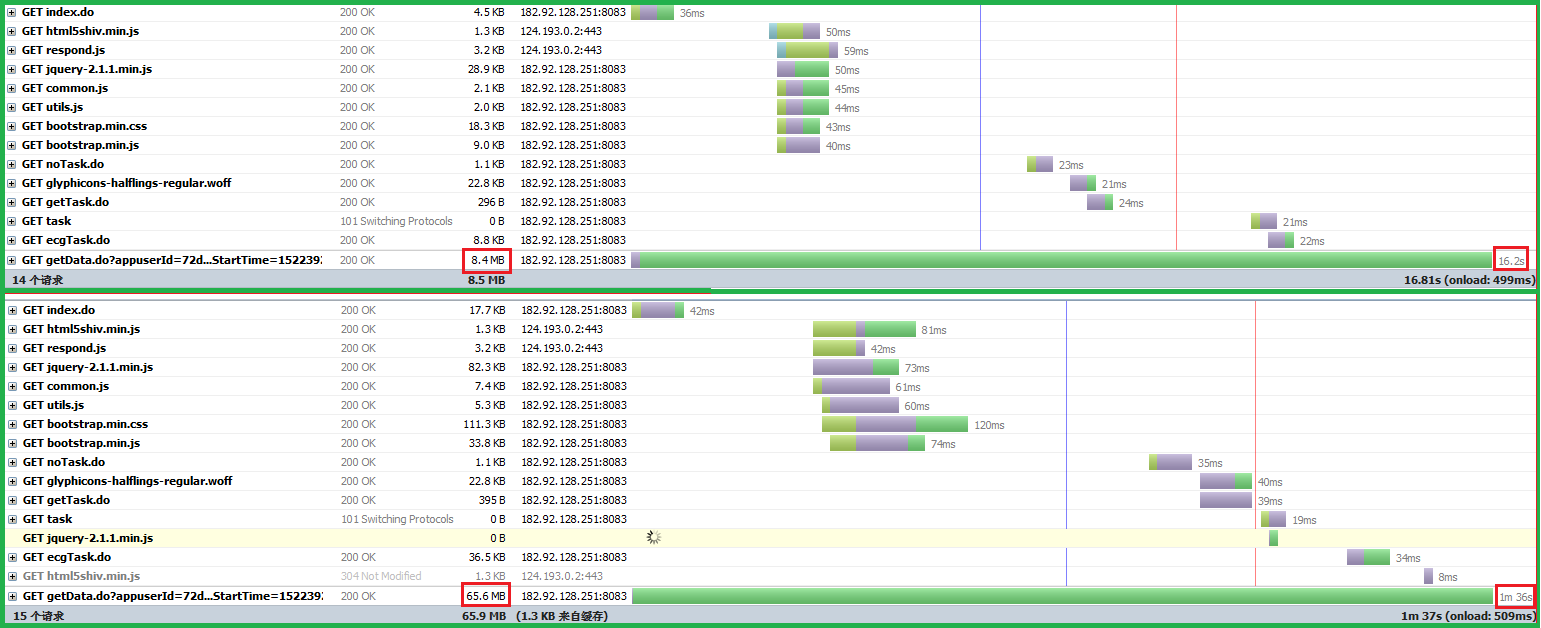 GET index.do 200 OK 4.5 KB 182.92.128.251:8083 36ms
GET html5shiv.min.js 200 OK 1.3 KB 124.193.0.2:443 50ms
GET respond.js 200 OK 3.2 KB 124.193.0.2:443 59ms
GET jquery-2.1.1.min.js 200 OK 28.9 KB 182.92.128.251:8083 50ms
GET common.js 200 OK 2.1 KB 182.92.128.251:8083 45ms
GET utils.js 200 OK 2.0 KB 182.92.128.251:8083 44ms
GET bootstrap.min.css 200 OK 18.3 KB 182.92.128.251:8083 43ms
GET bootstrap.min.js 200 OK 9.0 KB 182.92.128.251:8083 40ms
GET noTask.do 200 OK 1.1 KB 182.92.128.251:8083 23ms
GET glyphicons-halflings-regular.woff 200 OK 22.8 KB 182.92.128.251:8083 21ms
GET getTask.do 200 OK 296 B 182.92.128.251:8083 24ms
GET task 101 Switching Protocols 0 B 182.92.128.251:8083 21ms
GET ecgTask.do 200 OK 8.8 KB 182.92.128.251:8083 22ms
GET getData.do?appuserId=72d...StartTime=1522392 200 OK 8.4 MB 182.92.128.251:8083 16.2s
14 个请求 8.5 MB 16.81s (onload: 499ms)
GET index.do 200 OK 17.7 KB 182.92.128.251:8083 42ms
GET html5shiv.min.js 200 OK 1.3 KB 124.193.0.2:443 81ms
GET respond.js 200 OK 3.2 KB 124.193.0.2:443 42ms
GET jquery-2.1.1.min.js 200 OK 82.3 KB 182.92.128.251:8083 73ms
GET common.js 200 OK 7.4 KB 182.92.128.251:8083 61ms
GET utils.js 200 OK 5.3 KB 182.92.128.251:8083 60ms
GET bootstrap.min.css 200 OK 111.3 KB 182.92.128.251:8083 120ms
GET bootstrap.min.js 200 OK 33.8 KB 182.92.128.251:8083 74ms
GET noTask.do 200 OK 1.1 KB 182.92.128.251:8083 35ms
GET glyphicons-halflings-regular.woff 200 OK 22.8 KB 182.92.128.251:8083 40ms
GET getTask.do 200 OK 395 B 182.92.128.251:8083 39ms
GET task 101 Switching Protocols 0 B 182.92.128.251:8083 19ms
GET jquery-2.1.1.min.js 0 B
GET ecgTask.do 200 OK 36.5 KB 182.92.128.251:8083 34ms
GET html5shiv.min.js 304 Not Modified 1.3 KB 124.193.0.2:443 8ms
GET getData.do?appuserId=72d...StartTime=1522392 200 OK 65.6 MB 182.92.128.251:8083 1m 36s
15 个请求 65.9 MB (1.3 KB 来自缓存) 1m 37s (onload: 509ms)